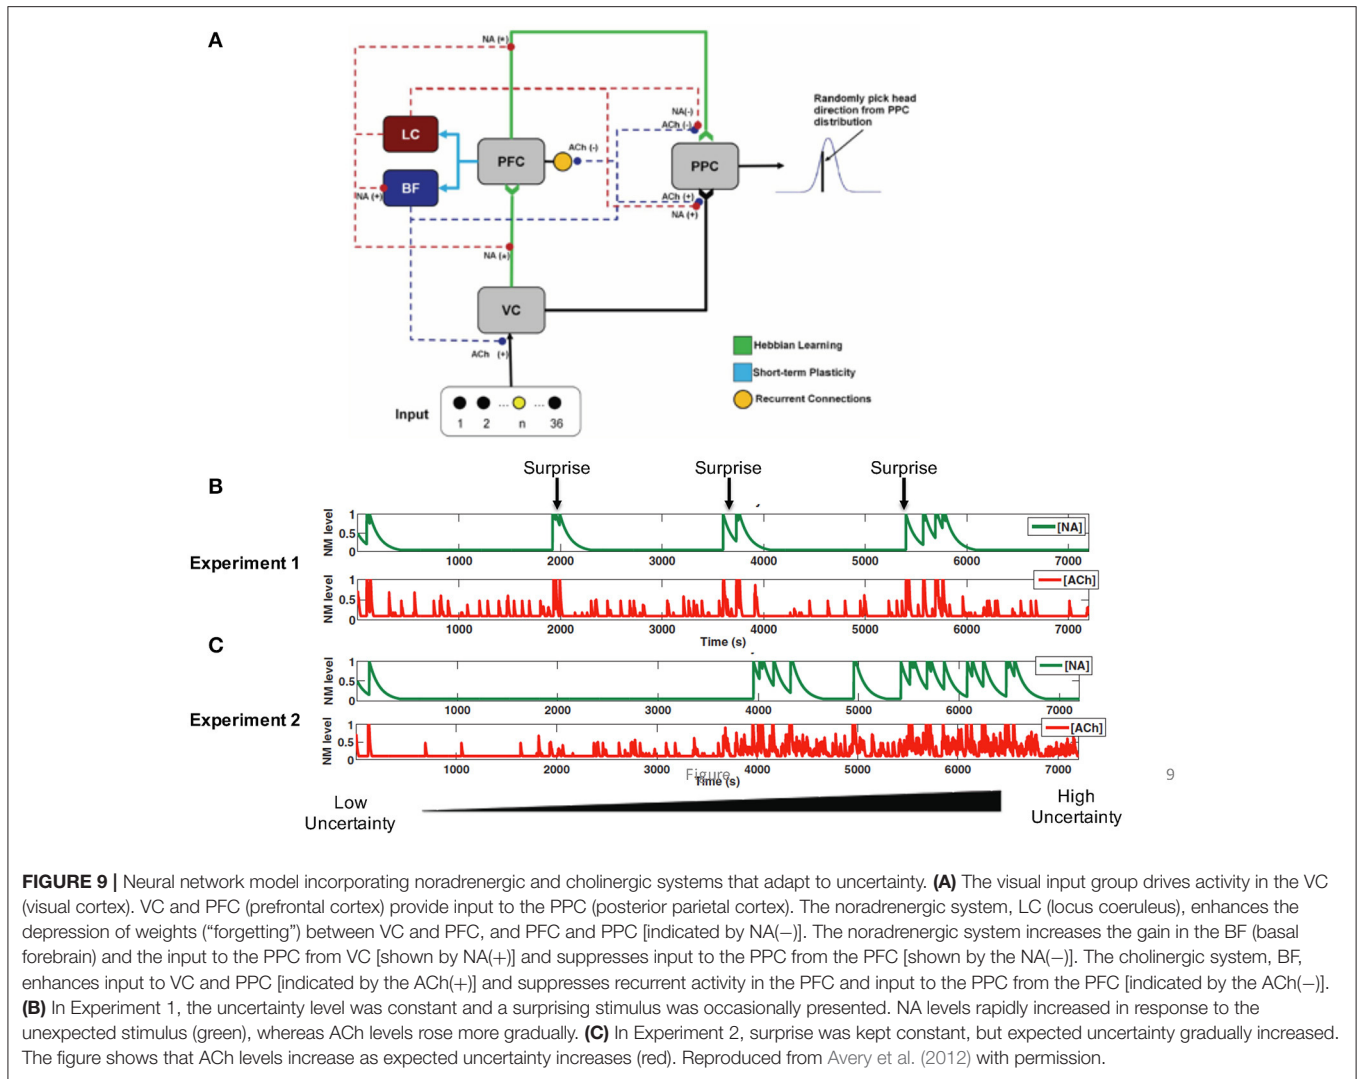 A
NA (*)
LC
BF
NA (+)
PFC
ACh (-)
NA(-)
ACh (-)
PPC
ACh (+)
NA (+)
Randomly pick head
direction from PPC
distribution
NA (*)
VC
ACh (+)
Hebbian Learning
Short-term Plasticity
Recurrent Connections
Input
1 2 n 36
... ...
B
Surprise Surprise Surprise
Experiment 1
NM level
1
0.5
0
[NA]
1000 2000 3000 4000 5000 6000 7000
NM level
1
0.5
0
[ACh]
1000 2000 3000 4000 5000 6000 7000
Time (s)
C
Experiment 2
NM level
1
0.5
0
[NA]
1000 2000 3000 4000 5000 6000 7000
NM level
1
0.5
0
[ACh]
1000 2000 3000 4000 5000 6000 7000
Figure 9
Time (s)
Low
Uncertainty
High
Uncertainty
FIGURE 9 | Neural network model incorporating noradrenergic and cholinergic systems that adapt to uncertainty. (A) The visual input group drives activity in the VC
(visual cortex). VC and PFC (prefrontal cortex) provide input to the PPC (posterior parietal cortex). The noradrenergic system, LC (locus coeruleus), enhances the
depression of weights (“forgetting”) between VC and PFC, and PFC and PPC [indicated by NA(−)]. The noradrenergic system increases the gain in the BF (basal
forebrain) and the input to the PPC from VC [shown by NA(+)] and suppresses input to the PPC from the PFC [shown by the NA(−)]. The cholinergic system, BF,
enhances input to VC and PPC [indicated by the ACh(+)] and suppresses recurrent activity in the PFC and input to the PPC from the PFC [indicated by the ACh(−)].
(B) In Experiment 1, the uncertainty level was constant and a surprising stimulus was occasionally presented. NA levels rapidly increased in response to the
unexpected stimulus (green), whereas ACh levels rose more gradually. (C) In Experiment 2, surprise was kept constant, but expected uncertainty gradually increased.
The figure shows that ACh levels increase as expected uncertainty increases (red). Reproduced from Avery et al. (2012) with permission.